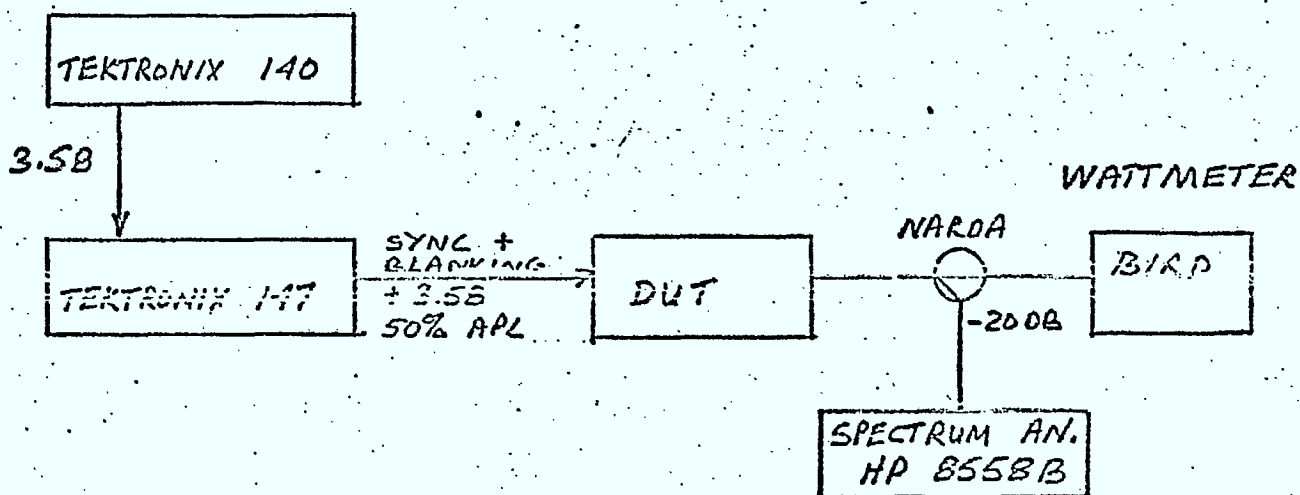 TEKTRONIX 140
3.58
WATTMETER
NARDA
SYNC +
BLANKING
+ 3.58
50% APL
TEKTRONIX 147
DUT
BIRD
-20DB
SPECTRUM AN.
HP 8558B